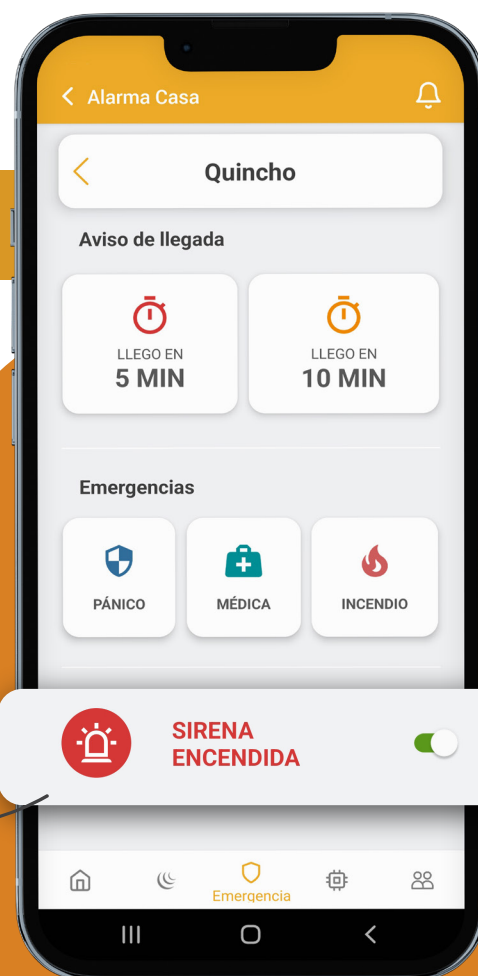 Alarma Casa
Quincho
Aviso de llegada
LLEGO EN
5 MIN
LLEGO EN
10 MIN
Emergencias
PÁNICO
MÉDICA
INCENDIO
SIRENA
ENCENDIDA
Emergencia